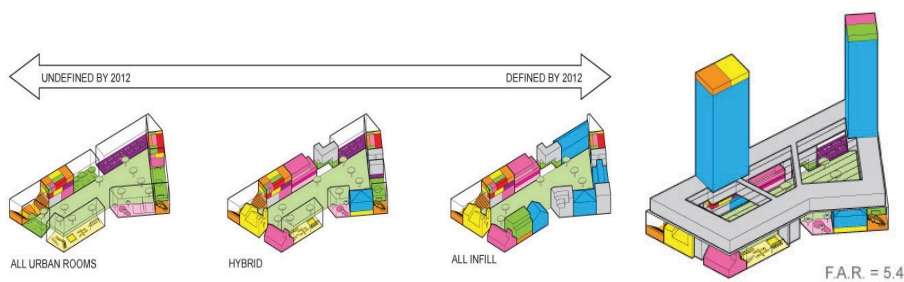 UNDEFINED BY 2012
DEFINED BY 2012
ALL URBAN ROOMS
HYBRID
ALL INFILL
F.A.R. = 5.4